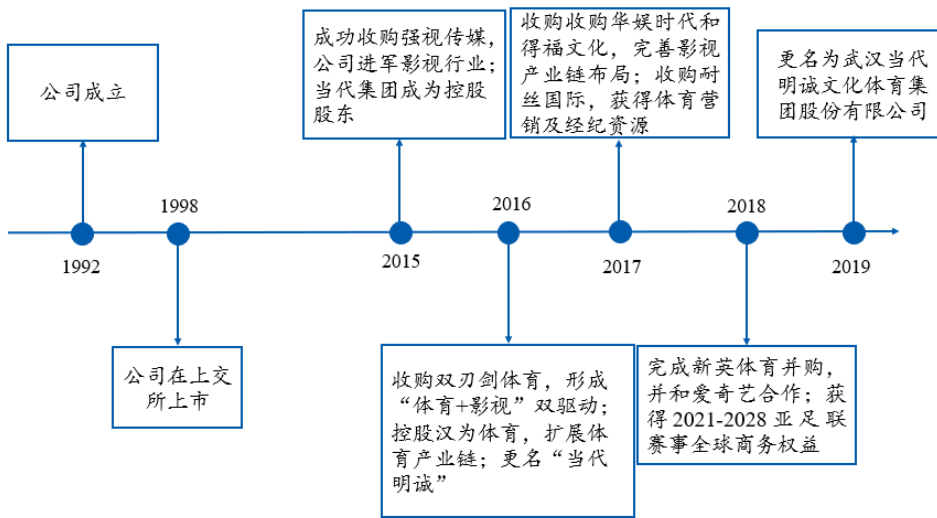 公司成立
成功收购强视传媒，
公司进军影视行业；
当代集团成为控股
股东
收购收购华娱时代和
得福文化，完善影视
产业链布局；收购耐
丝国际，获得体育营
销及经纪资源
更名为武汉当代
明诚文化体育集
团股份有限公司
1998
2016
2018
1992
2015
2017
2019
公司在上交
所上市
收购双刃剑体育，形成
“体育+影视”双驱动；
控股汉为体育，扩展体
育产业链；更名“当代
明诚”
完成新英体育并购，
并和爱奇艺合作；获
得2021-2028亚足联
赛事全球商务权益